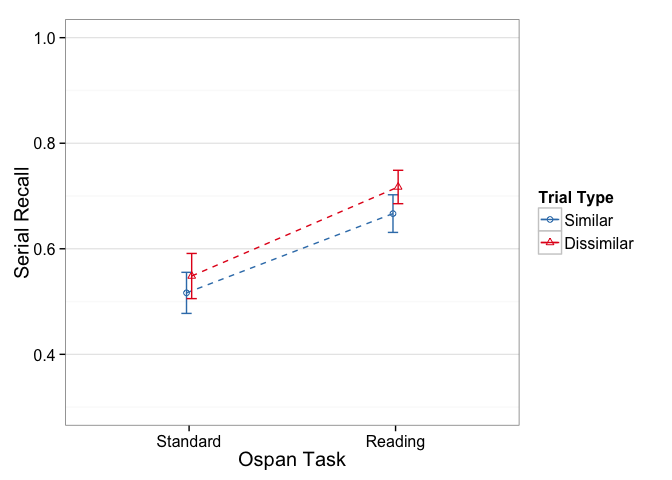 1.0
0.8
0.6
0.4
Serial Recall
Standard
Reading
Ospan Task
Trial Type
Similar
Dissimilar